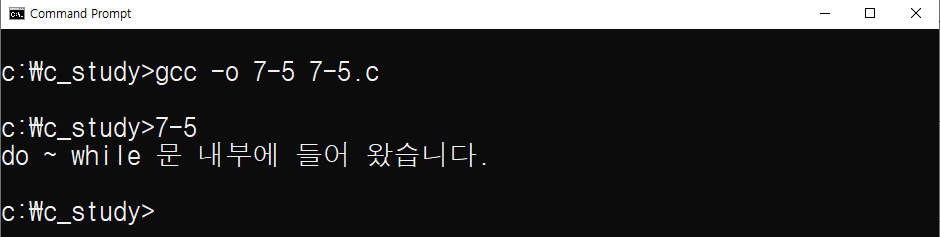 Command Prompt
c:₩c_study>gcc -o 7-5 7-5.c
c:₩c_study>7-5
do ~ while 문 내부에 들어 왔습니다.
c:₩c_study>